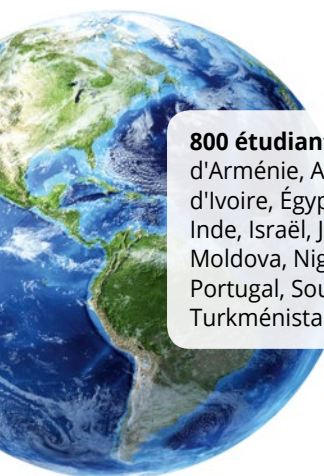 800 étudian
d'Arménie, A
d'Ivoire, Égyp
Inde, Israël, J
Moldova, Nig
Portugal, Sou
Turkménista